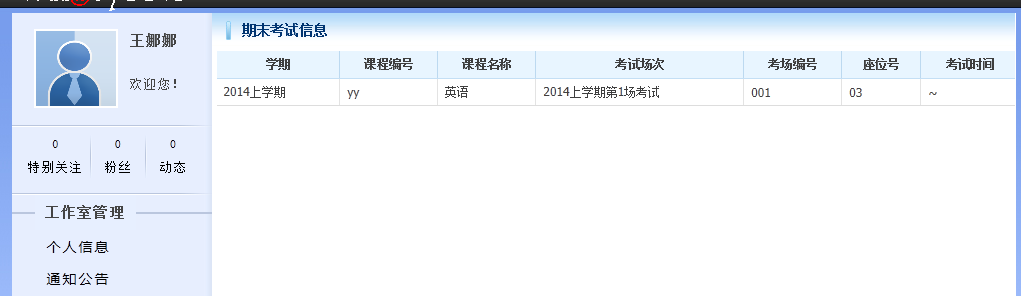 王娜娜
欢迎您！
0 0 0
特别关注 粉丝 动态
工作室管理
个人信息
通知公告
期末考试信息
学期 课程编号 课程名称 考试场次 考场编号 座位号 考试时间
2014上学期 yy 英语 2014上学期第1场考试 001 03 ~